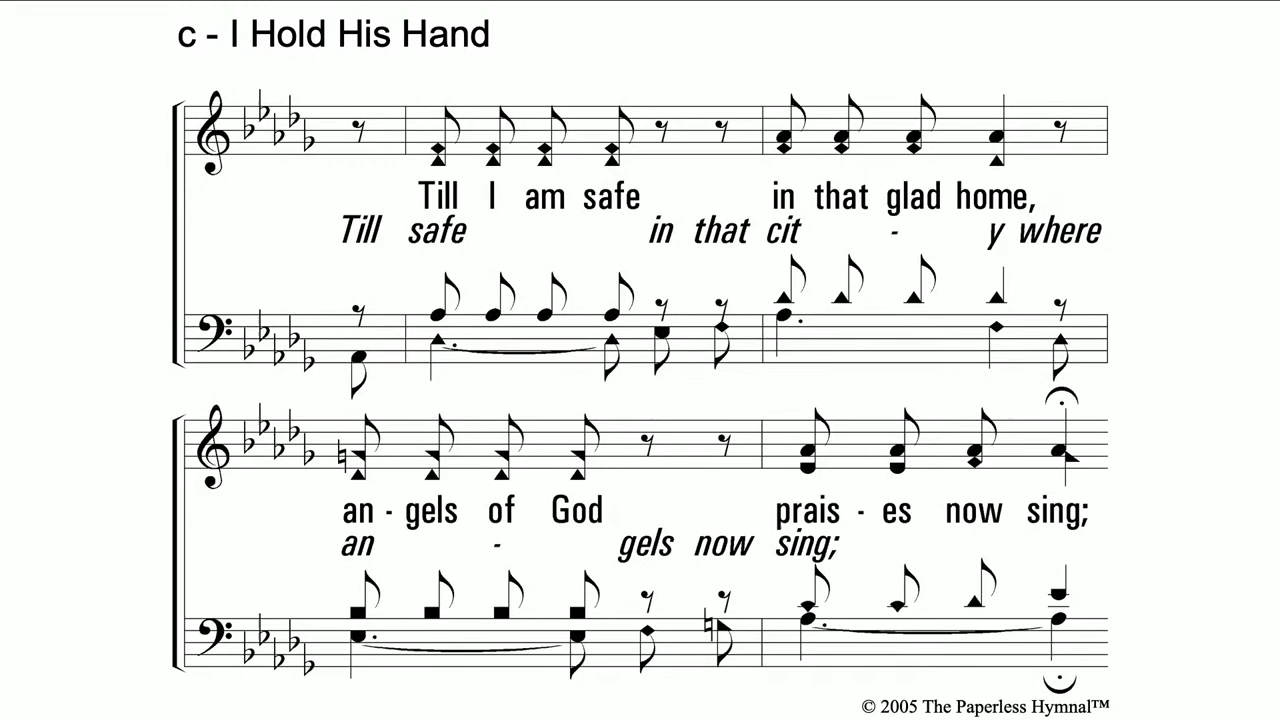 c - I Hold His Hand
Till I am safe in that glad home,
Till safe in that cit - y where
an - gels of God prais - es now sing;
an - gels now sing;
© 2005 The Paperless Hymnal™